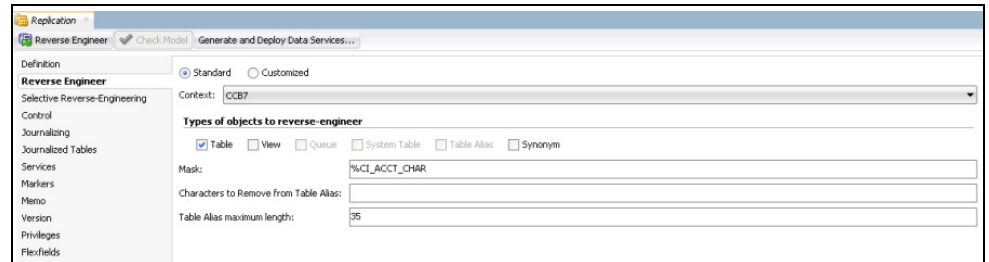 Replication
Reverse Engineer Check Model Generate and Deploy Data Services...
Definition
Reverse Engineer
Selective Reverse-Engineering
Control
Journalizing
Journalized Tables
Services
Markers
Memo
Version
Privileges
Flexfields
Standard Customized
Context: CCB7
Types of objects to reverse-engineer
Table View Queue System Table Table Alias Synonym
Mask: %CI_ACCT_CHAR
Characters to Remove from Table Alias:
Table Alias maximum length: 35